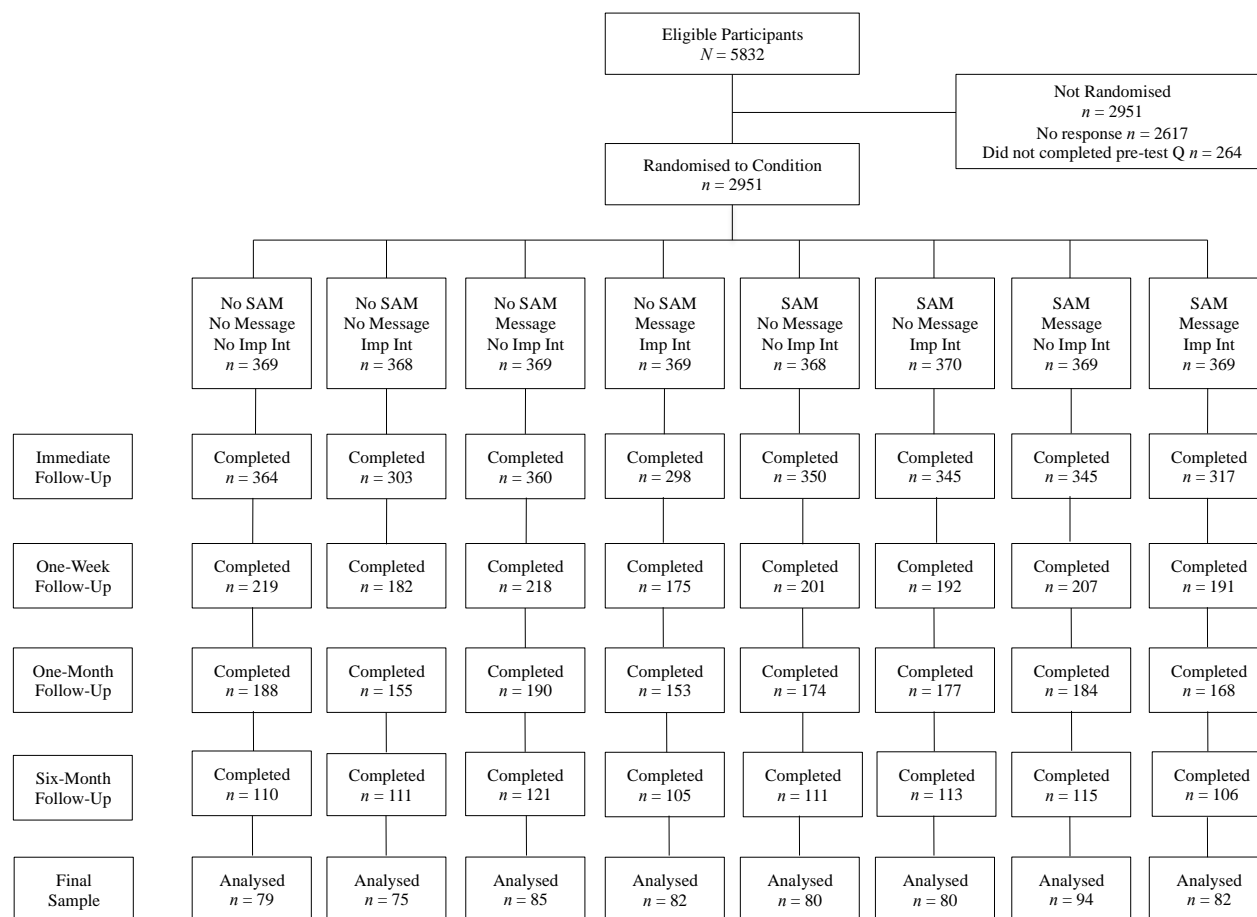 Eligible Participants
N = 5832
Not Randomised
n = 2951
No response n = 2617
Did not completed pre-test Q n = 264
Randomised to Condition
n = 2951
No SAM
No Message
No Imp Int
n = 369
No SAM
No Message
Imp Int
n = 368
No SAM
Message
No Imp Int
n = 369
No SAM
Message
Imp Int
n = 369
SAM
No Message
No Imp Int
n = 368
SAM
No Message
Imp Int
n = 370
SAM
Message
No Imp Int
n = 369
SAM
Message
Imp Int
n = 369
Immediate
Follow-Up
Completed
n = 364
Completed
n = 303
Completed
n = 360
Completed
n = 298
Completed
n = 350
Completed
n = 345
Completed
n = 345
Completed
n = 317
One-Week
Follow-Up
Completed
n = 219
Completed
n = 182
Completed
n = 218
Completed
n = 175
Completed
n = 201
Completed
n = 192
Completed
n = 207
Completed
n = 191
One-Month
Follow-Up
Completed
n = 188
Completed
n = 155
Completed
n = 190
Completed
n = 153
Completed
n = 174
Completed
n = 177
Completed
n = 184
Completed
n = 168
Six-Month
Follow-Up
Completed
n = 110
Completed
n = 111
Completed
n = 121
Completed
n = 105
Completed
n = 111
Completed
n = 113
Completed
n = 115
Completed
n = 106
Final
Sample
Analysed
n = 79
Analysed
n = 75
Analysed
n = 85
Analysed
n = 82
Analysed
n = 80
Analysed
n = 80
Analysed
n = 94
Analysed
n = 82